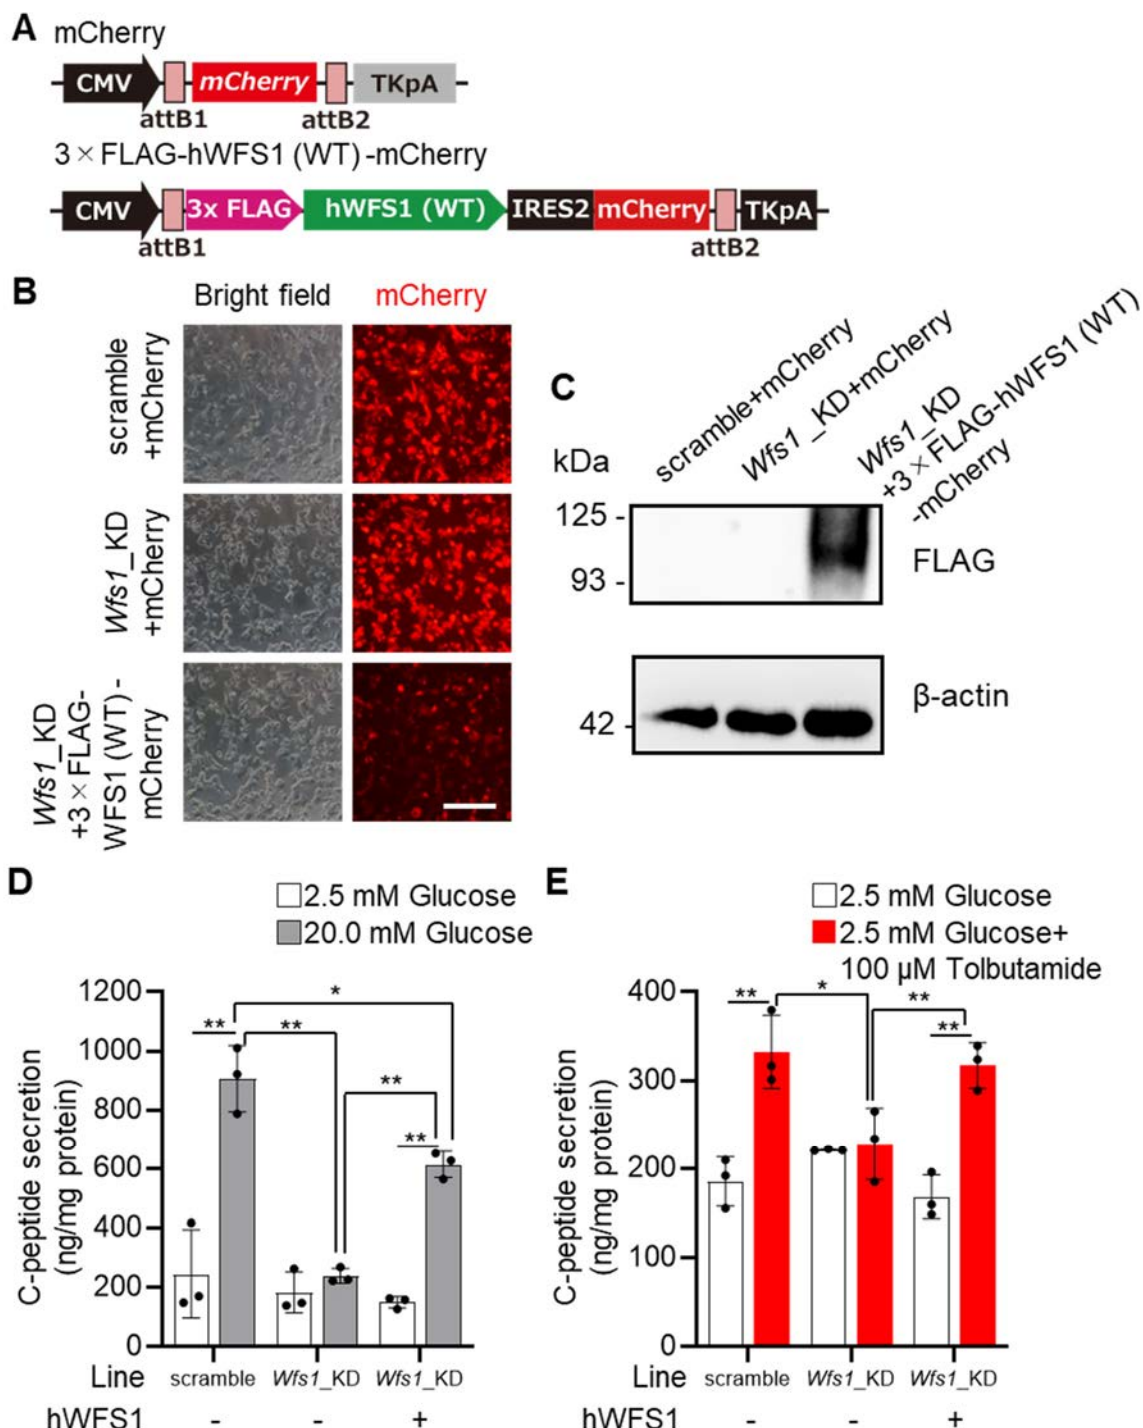 A
mCherry
CMV
mCherry
TKpA
attB1
attB2
3×FLAG-hWFS1 (WT) -mCherry
CMV
3x FLAG
hWFS1 (WT)
IRES2
mCherry
TKpA
attB1
attB2
B
Bright field
mCherry
scramble
+mCherry
Wfs1_KD
+mCherry
Wfs1_KD
+3×FLAG-
WFS1 (WT) -
mCherry
C
kDa
scramble+mCherry
Wfs1_KD+mCherry
Wfs1_KD
+3×FLAG-hWFS1 (WT)
-mCherry
125 -
93 -
FLAG
42 -
β-actin
D
2.5 mM Glucose
20.0 mM Glucose
C-peptide secretion
(ng/mg protein)
1200
1000
800
600
400
200
0
*
**
**
**
**
Line
scramble
Wfs1_KD
Wfs1_KD
hWFS1
-
-
+
E
2.5 mM Glucose
2.5 mM Glucose+
100 µM Tolbutamide
C-peptide secretion
(ng/mg protein)
400
300
200
100
0
**
*
**
**
Line
scramble
Wfs1_KD
Wfs1_KD
hWFS1
-
-
+